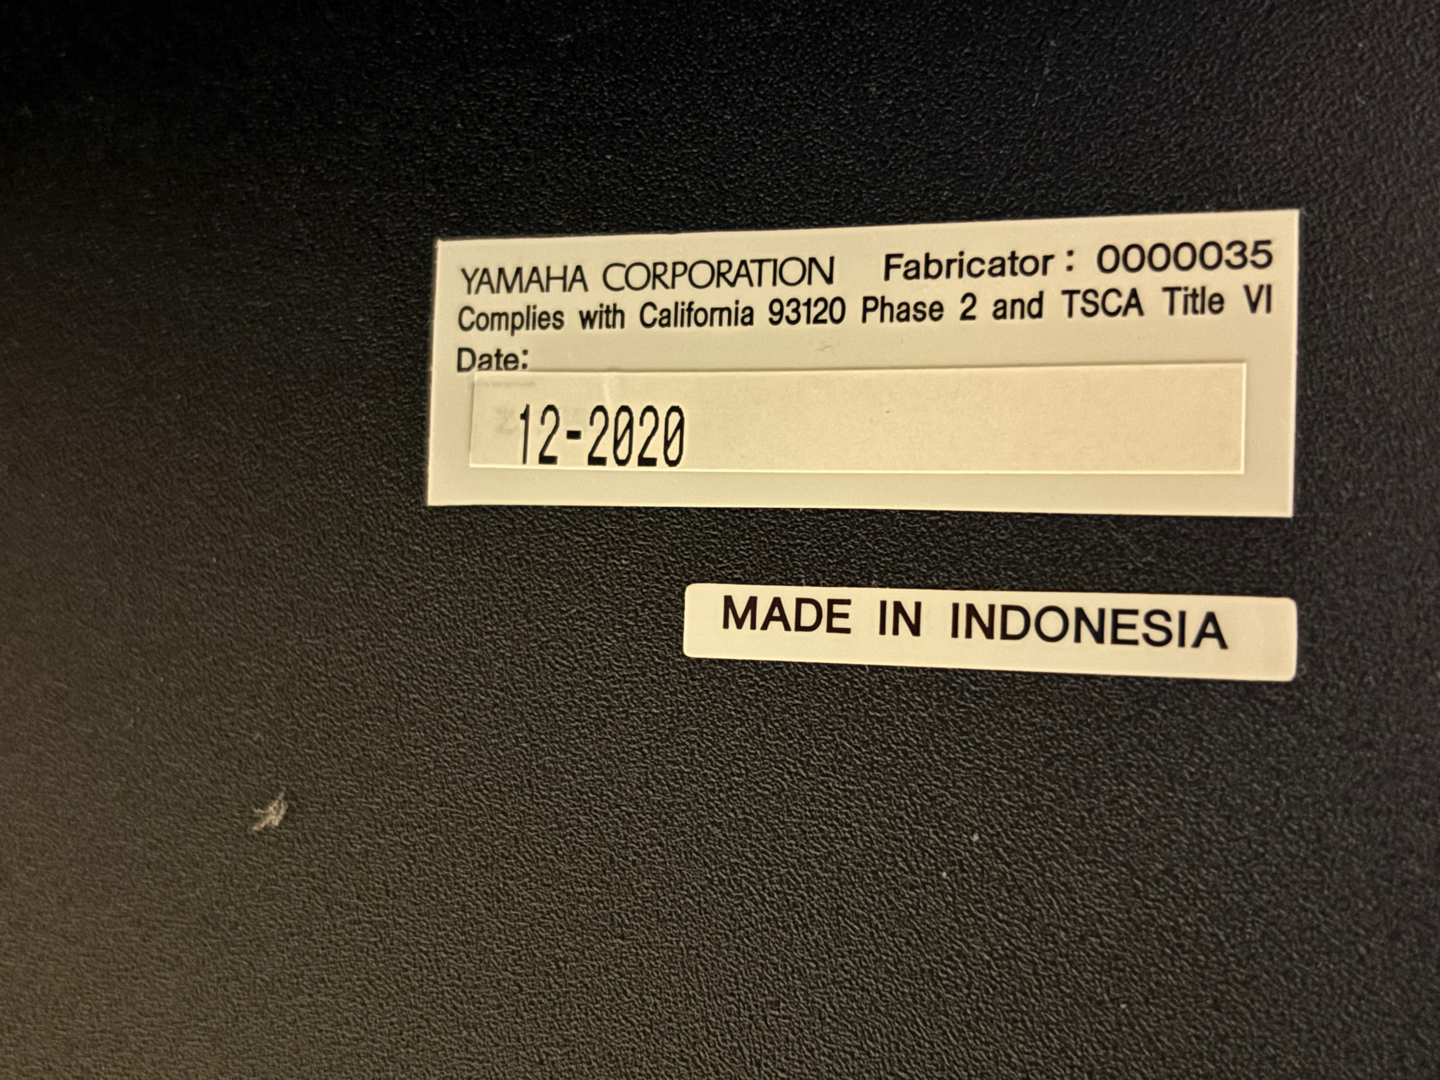 YAMAHA CORPORATION Fabricator : 0000035
Complies with California 93120 Phase 2 and TSCA Title VI
Date:
12-2020
MADE IN INDONESIA